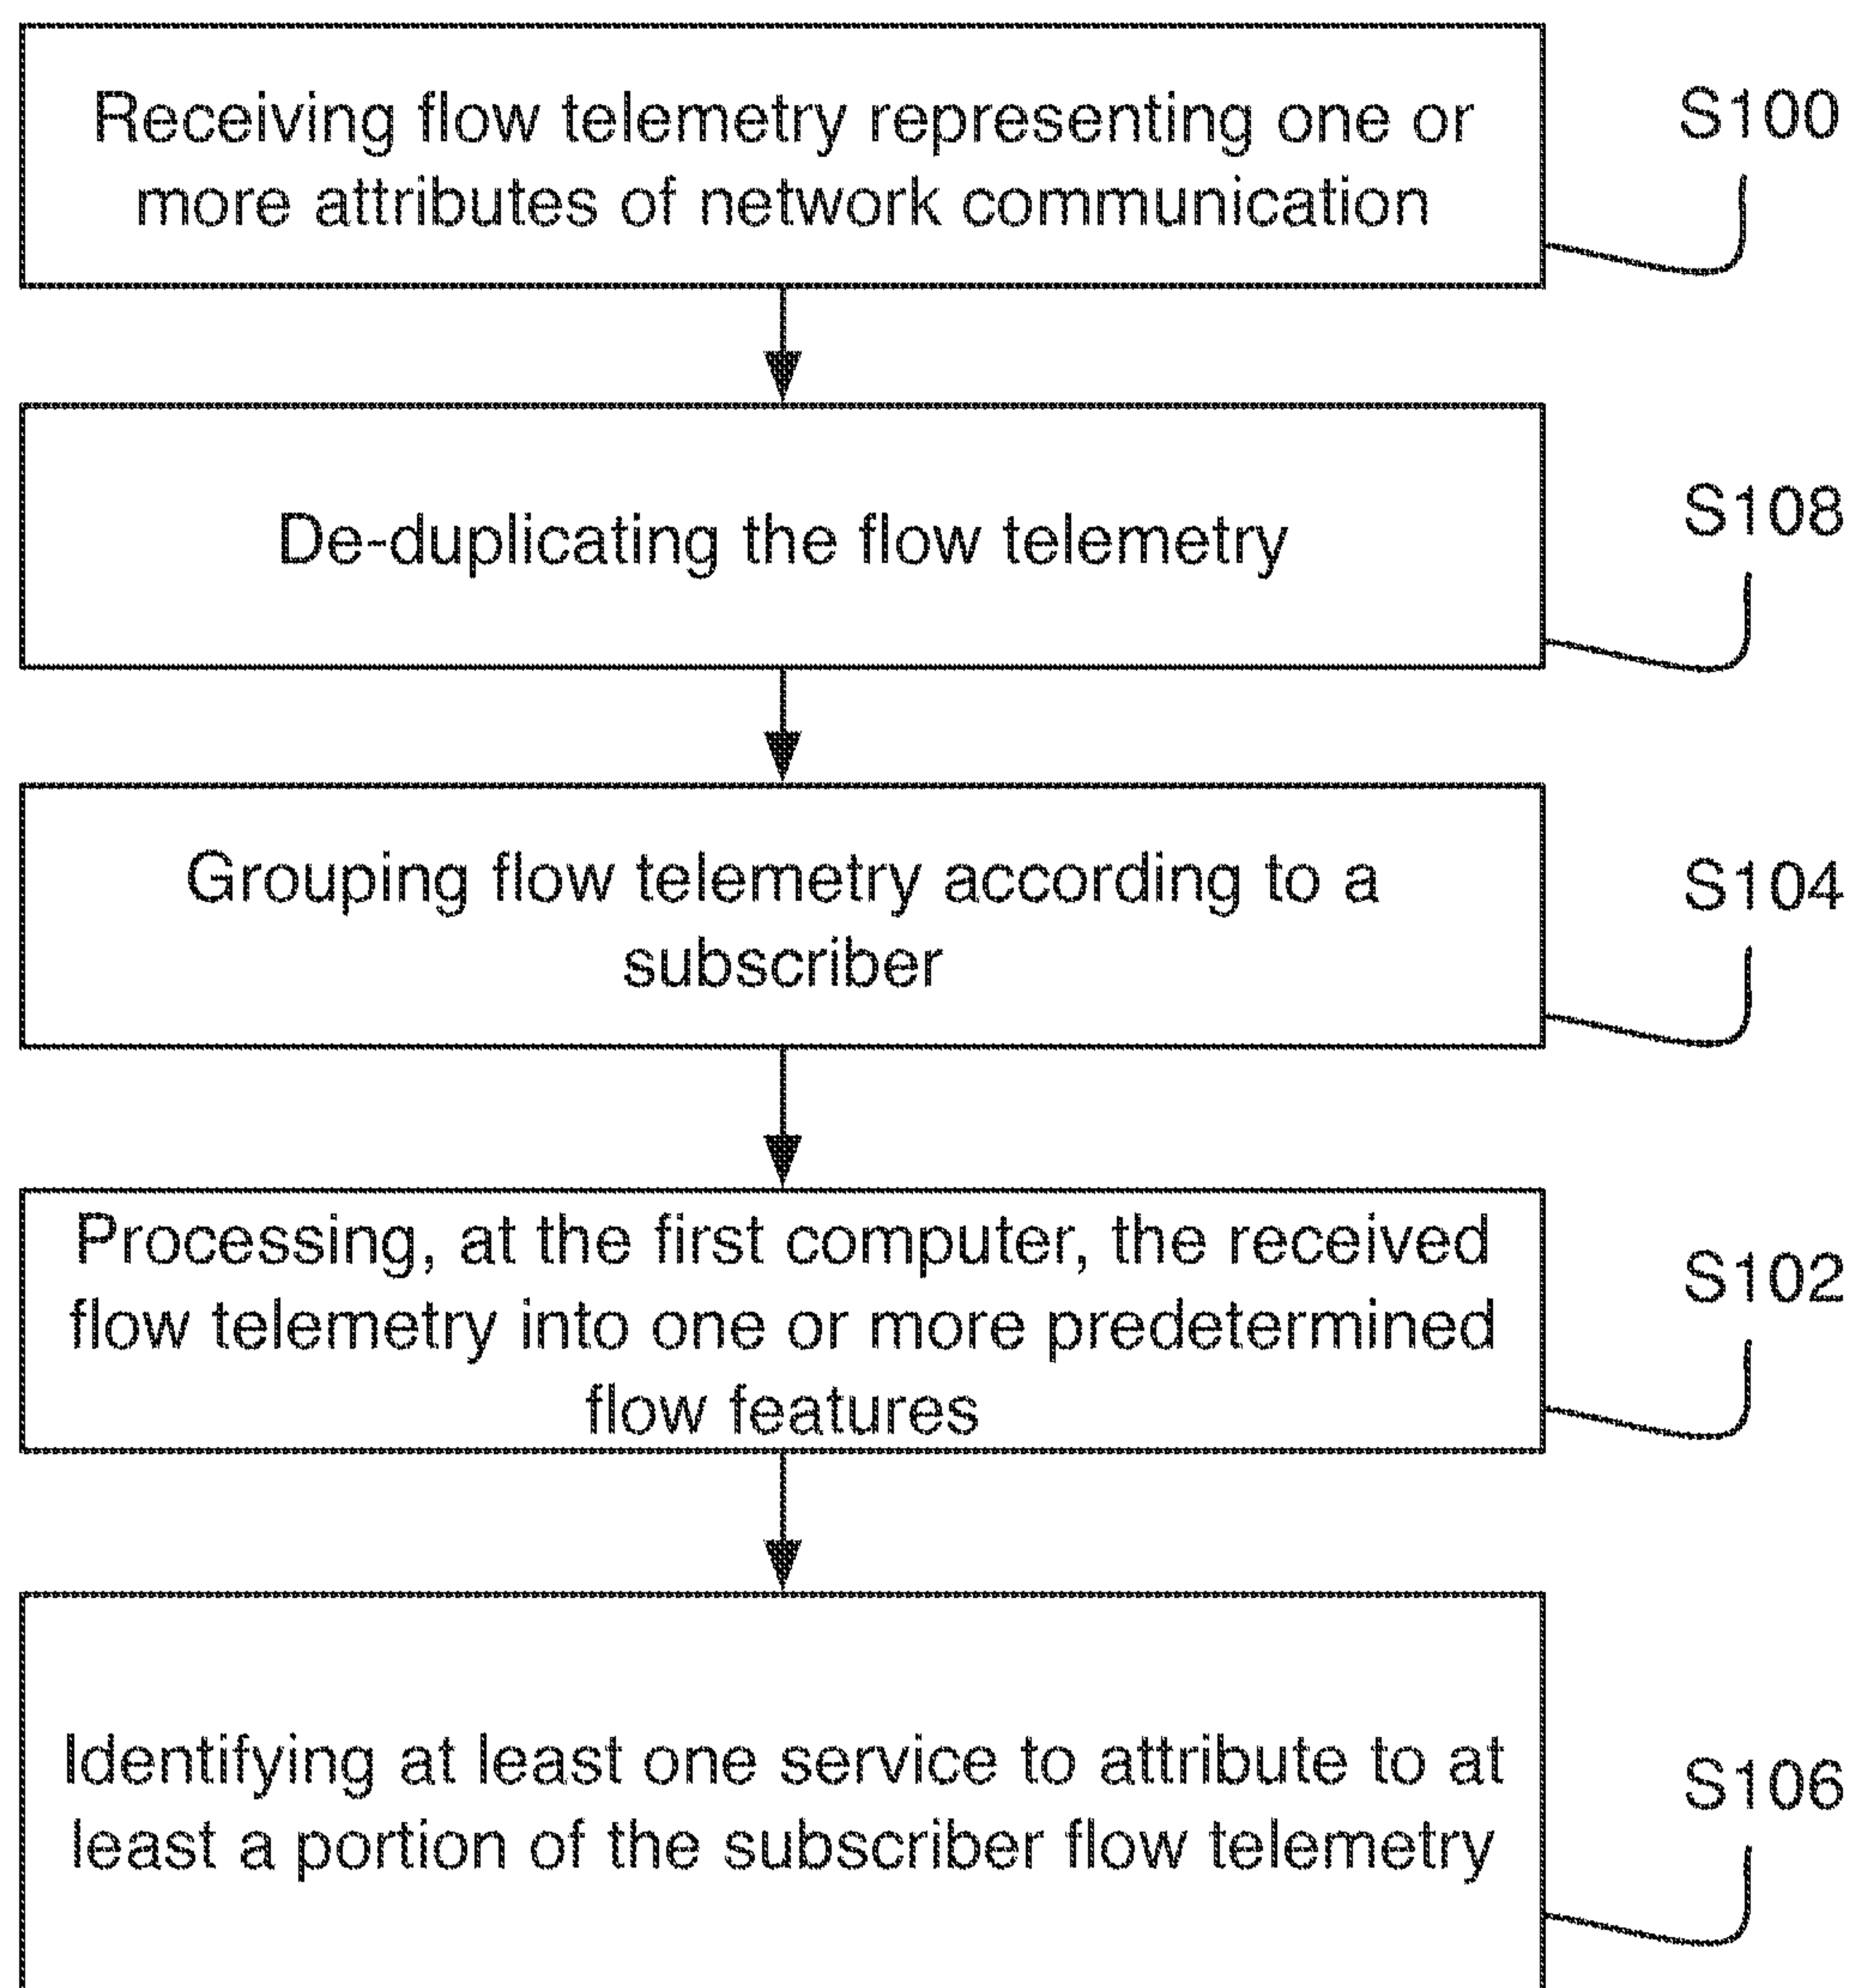 Receiving flow telemetry representing one or
more attributes of network communication
S100
De-duplicating the flow telemetry
S108
Grouping flow telemetry according to a
subscriber
S104
Processing, at the first computer, the received
flow telemetry into one or more predetermined
flow features
S102
Identifying at least one service to attribute to at
least a portion of the subscriber flow telemetry
S106